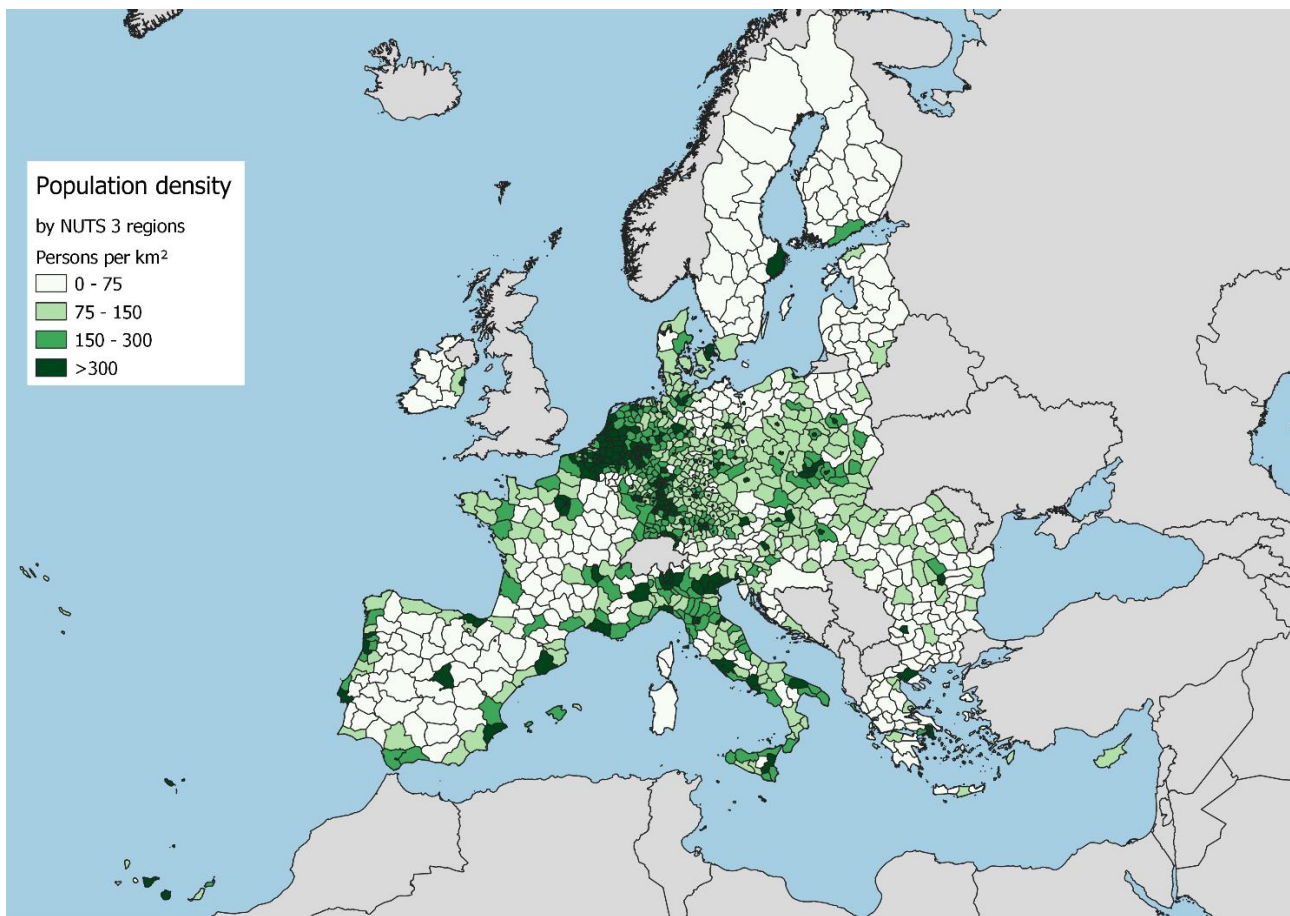 Population density
by NUTS 3 regions
Persons per km²
0 - 75
75 - 150
150 - 300
>300